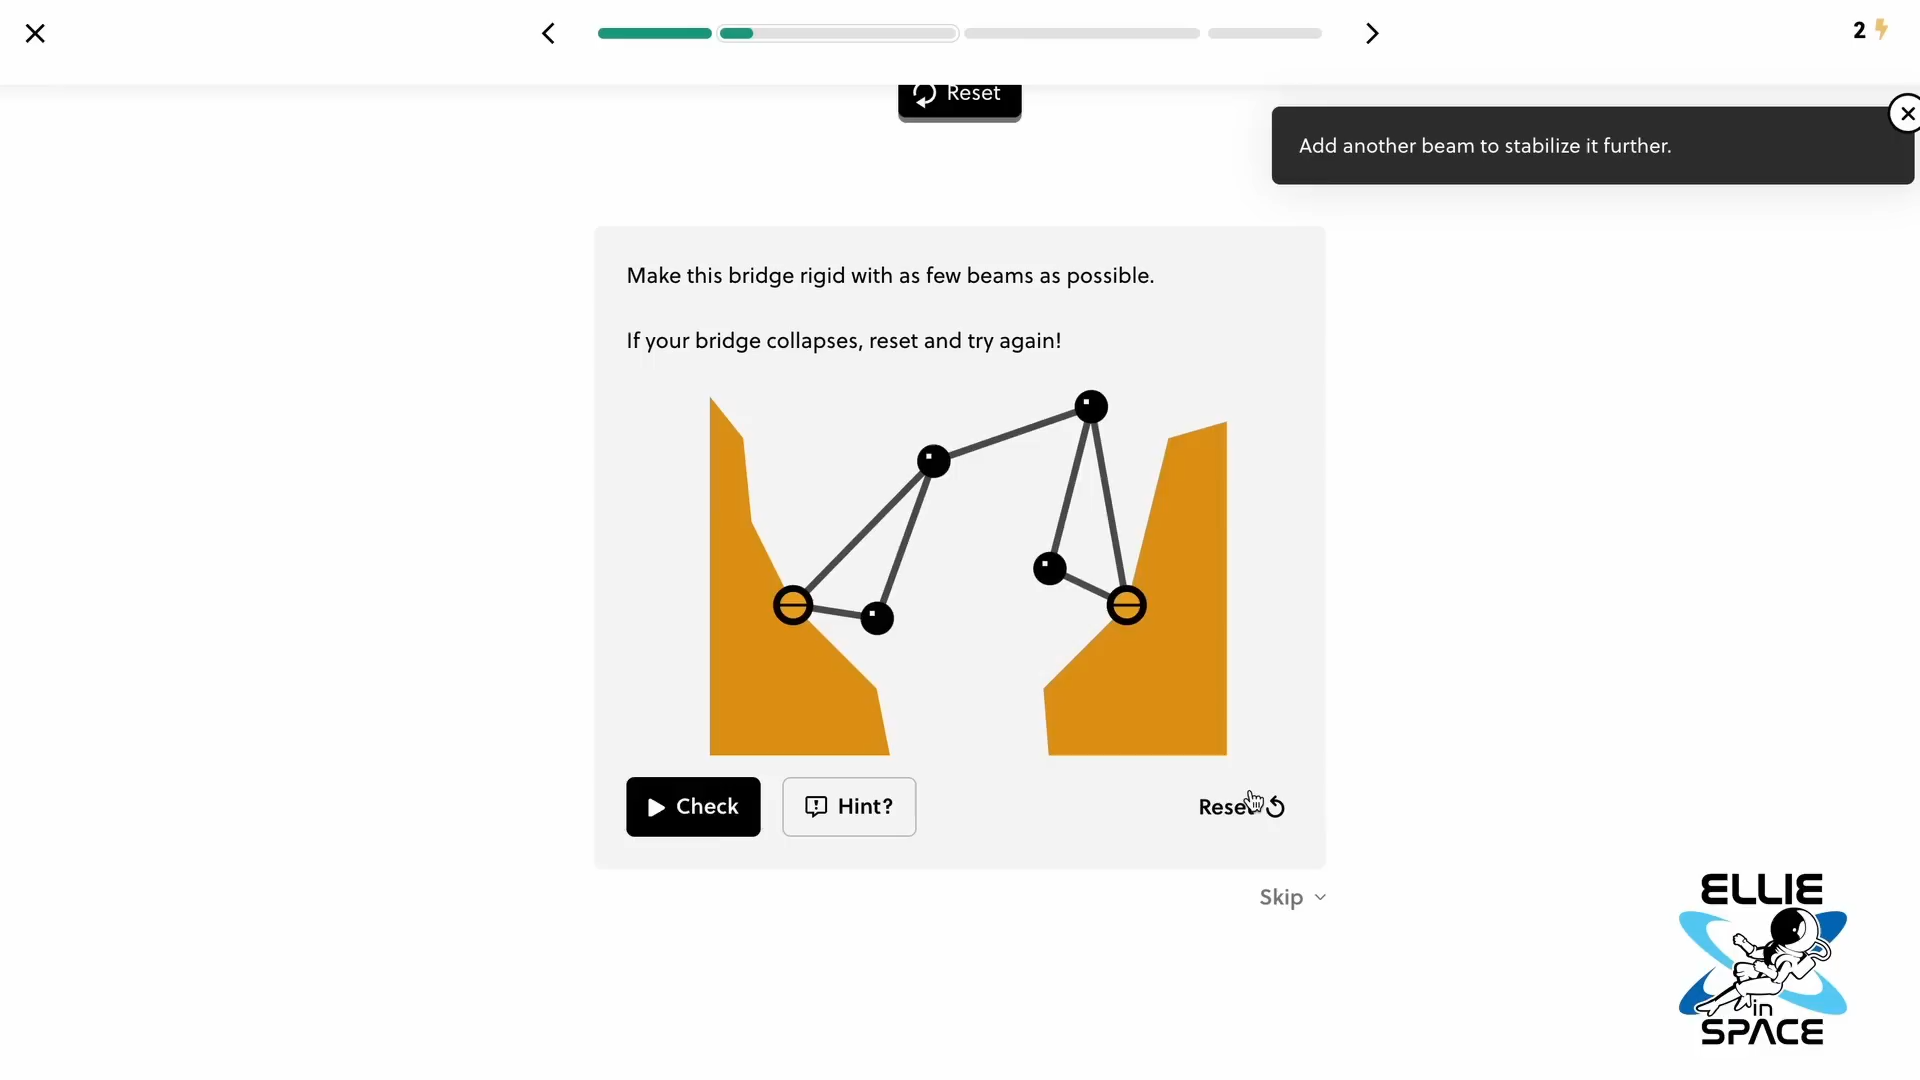 2
Reset
Add another beam to stabilize it further.
Make this bridge rigid with as few beams as possible.
If your bridge collapses, reset and try again!
Check
Hint?
Reset
Skip
ELLIE
in
SPACE